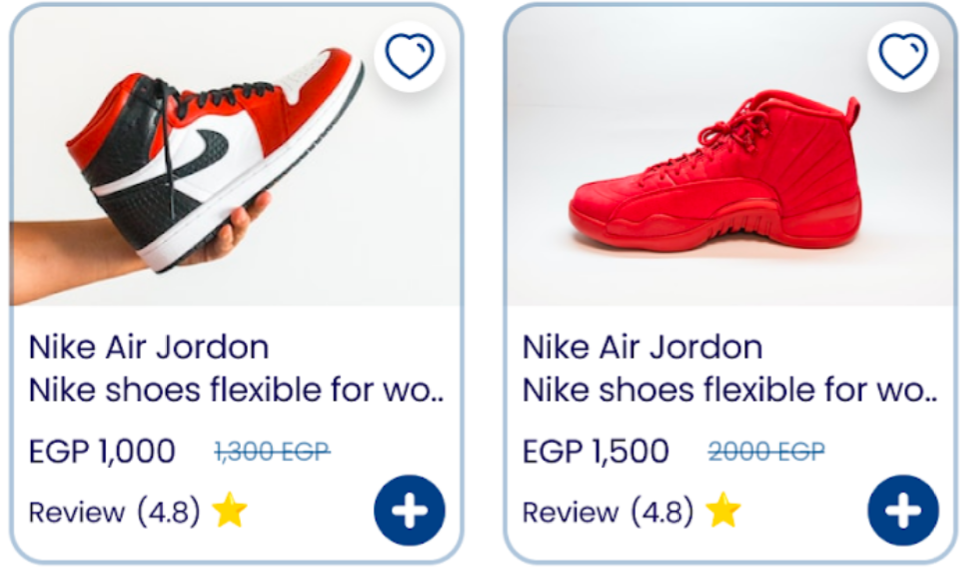 Nike Air Jordon
Nike shoes flexible for wo..
EGP 1,000 1,300 EGP
Review (4.8)
Nike Air Jordon
Nike shoes flexible for wo..
EGP 1,500 2000 EGP
Review (4.8)